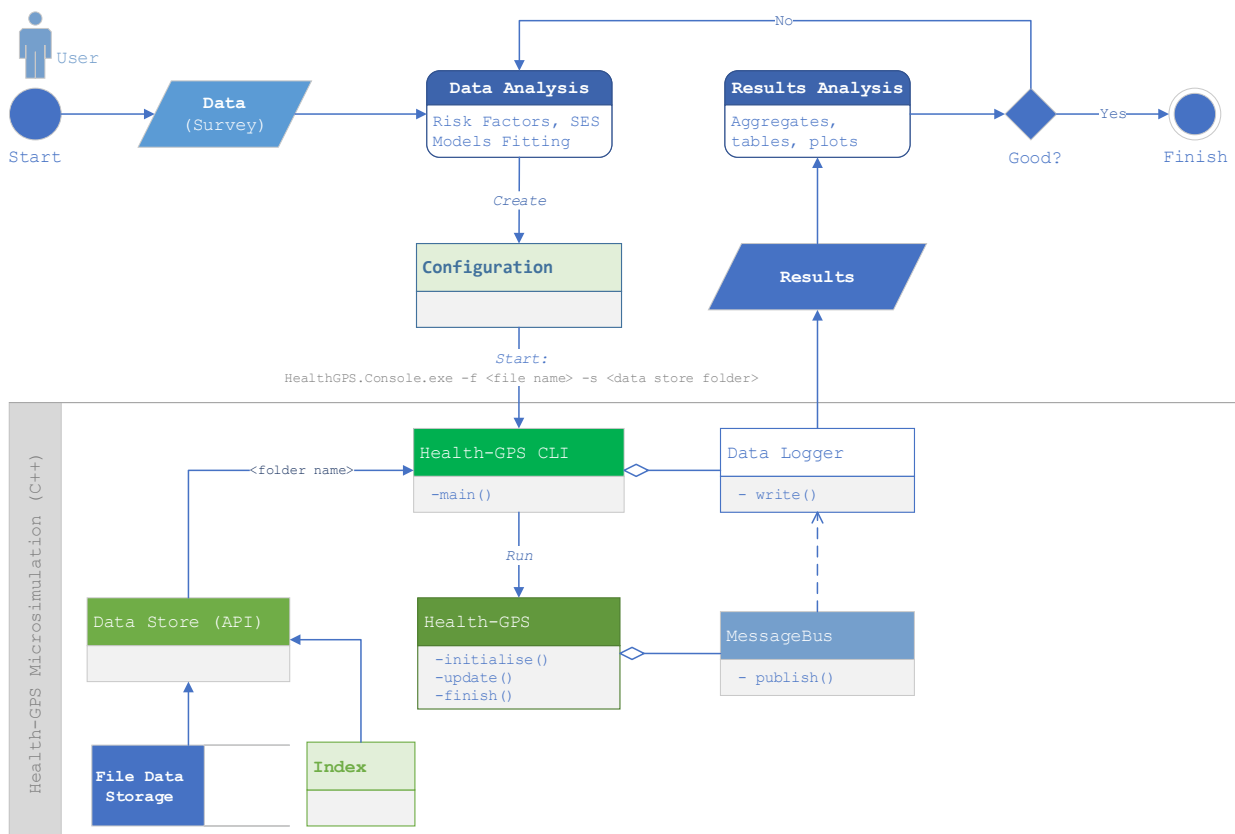 No
User
Data
(Survey)
Data Analysis
Risk Factors, SES
Models Fitting
Results Analysis
Aggregates,
tables, plots
Yes
Start
Good?
Finish
Create
Configuration
Results
Start:
HealthGPS.Console.exe -f <file name> -s <data store folder>
Health-GPS Microsimulation (C++)
<folder name>
Health-GPS CLI
-main()
Data Logger
- write()
Run
Data Store (API)
Health-GPS
-initialise()
-update()
-finish()
MessageBus
- publish()
File Data
Storage
Index